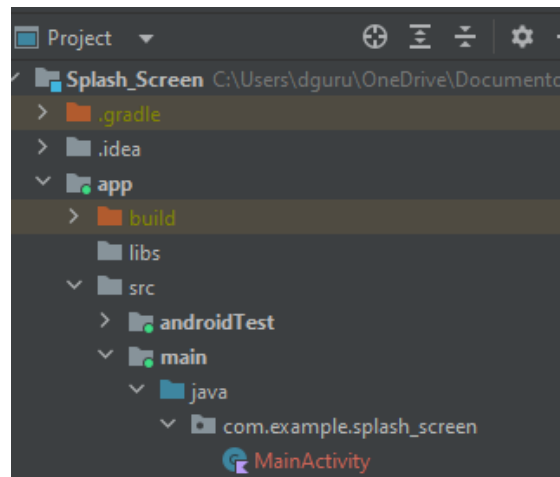 Project
Splash_Screen C:\Users\dguru\OneDrive\Documento
.gradle
.idea
app
build
libs
src
androidTest
main
java
com.example.splash_screen
MainActivity